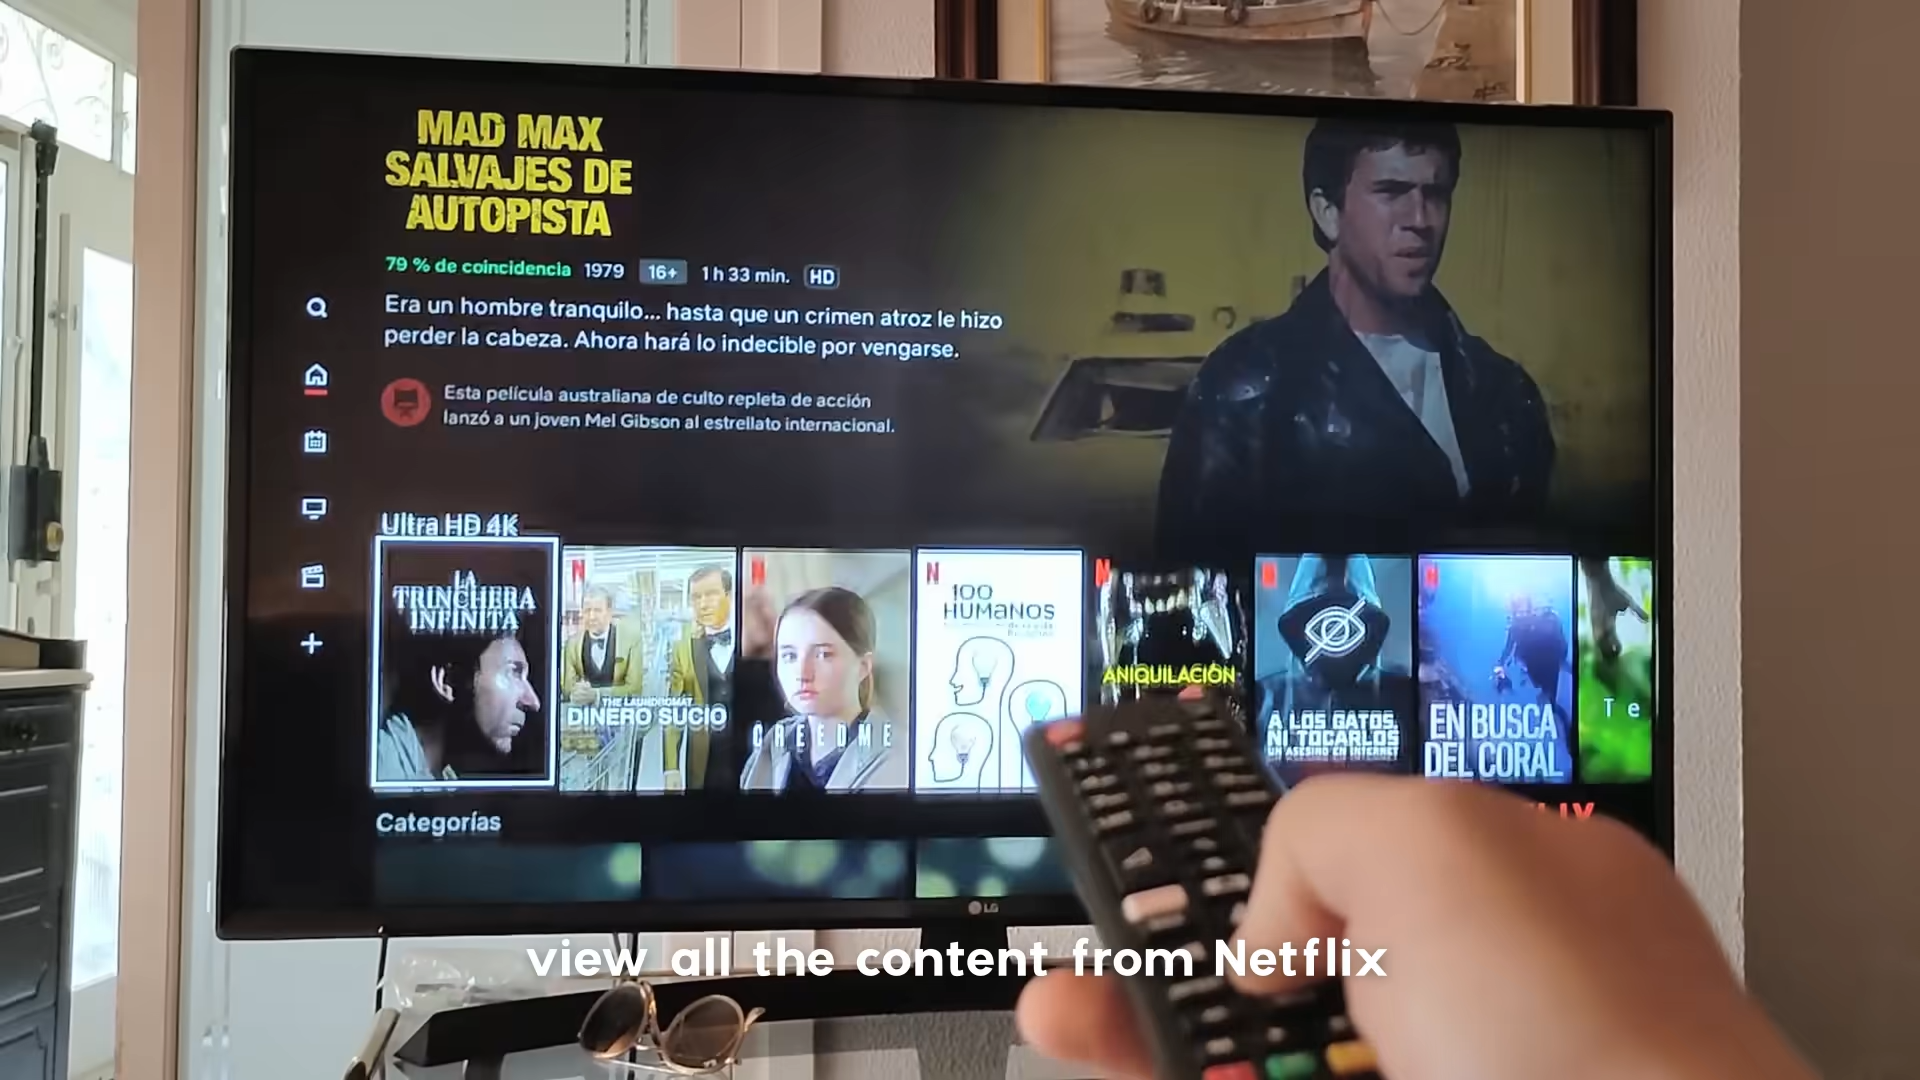 MAD MAX
SALVAJES DE
AUTOPISTA
79 % de coincidencia 1979 16+ 1 h 33 min. HD
Era un hombre tranquilo... hasta que un crimen atroz le hizo
perder la cabeza. Ahora hará lo indecible por vengarse.
Esta película australiana de culto repleta de acción
lanzó a un joven Mel Gibson al estrellato internacional.
Ultra HD 4K
LA
TRINCHERA
INFINITA
N
THE LAUNDROMAT
DINERO SUCIO
N
CREEDME
N
100
HUMANOS
N
ANIQUILACIÓN
N
A LOS GATOS,
NI TOCARLOS
UN ASESINO EN INTERNET
N
EN BUSCA
DEL CORAL
Te
Categorías
LG
view all the content from Netflix